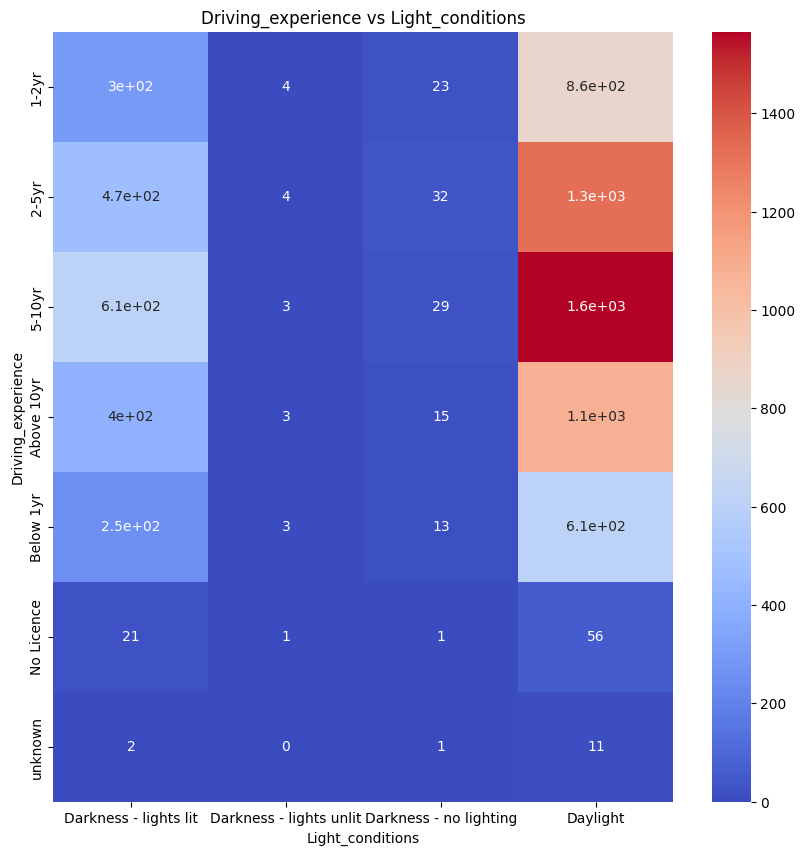 Driving_experience vs Light_conditions
1-2yr 3e+02 4 23 8.6e+02
2-5yr 4.7e+02 4 32 1.3e+03
5-10yr 6.1e+02 3 29 1.6e+03
Above 10yr 4e+02 3 15 1.1e+03
Below 1yr 2.5e+02 3 13 6.1e+02
No Licence 21 1 1 56
unknown 2 0 1 11
Driving_experience
Darkness - lights lit Darkness - lights unlit Darkness - no lighting Daylight
Light_conditions
1400
1200
1000
800
600
400
200
0